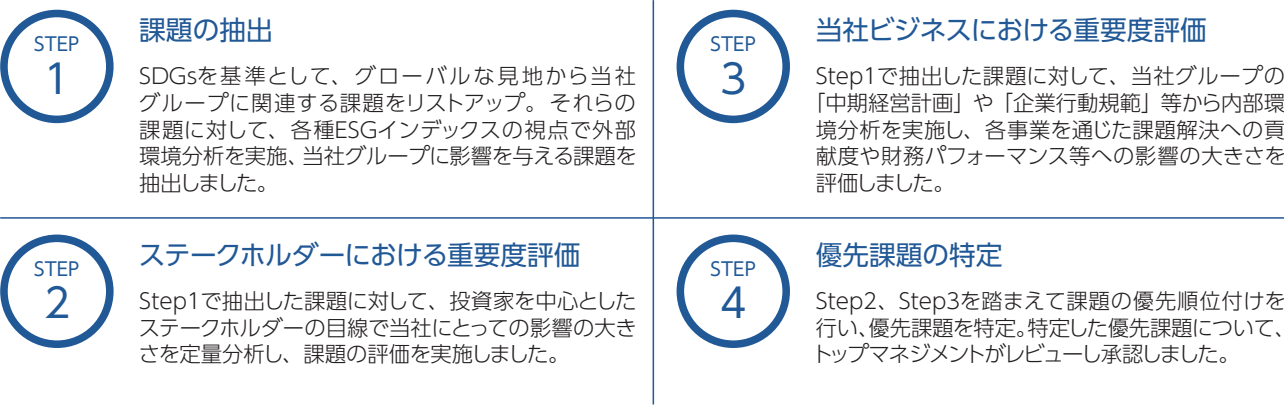 STEP
1
課題の抽出
SDGsを基準として、グローバルな見地から当社
グループに関連する課題をリストアップ。それらの
課題に対して、各種ESGインデックスの視点で外部
環境分析を実施、当社グループに影響を与える課題を
抽出しました。
STEP
2
ステークホルダーにおける重要度評価
Step1で抽出した課題に対して、投資家を中心とした
ステークホルダーの目線で当社にとっての影響の大き
さを定量分析し、課題の評価を実施しました。
STEP
3
当社ビジネスにおける重要度評価
Step1で抽出した課題に対して、当社グループの
「中期経営計画」や「企業行動規範」等から内部環
境分析を実施し、各事業を通じた課題解決への貢
献度や財務パフォーマンス等への影響の大きさを
評価しました。
STEP
4
優先課題の特定
Step2、Step3を踏まえて課題の優先順位付けを
行い、優先課題を特定。特定した優先課題について、
トップマネジメントがレビューし承認しました。